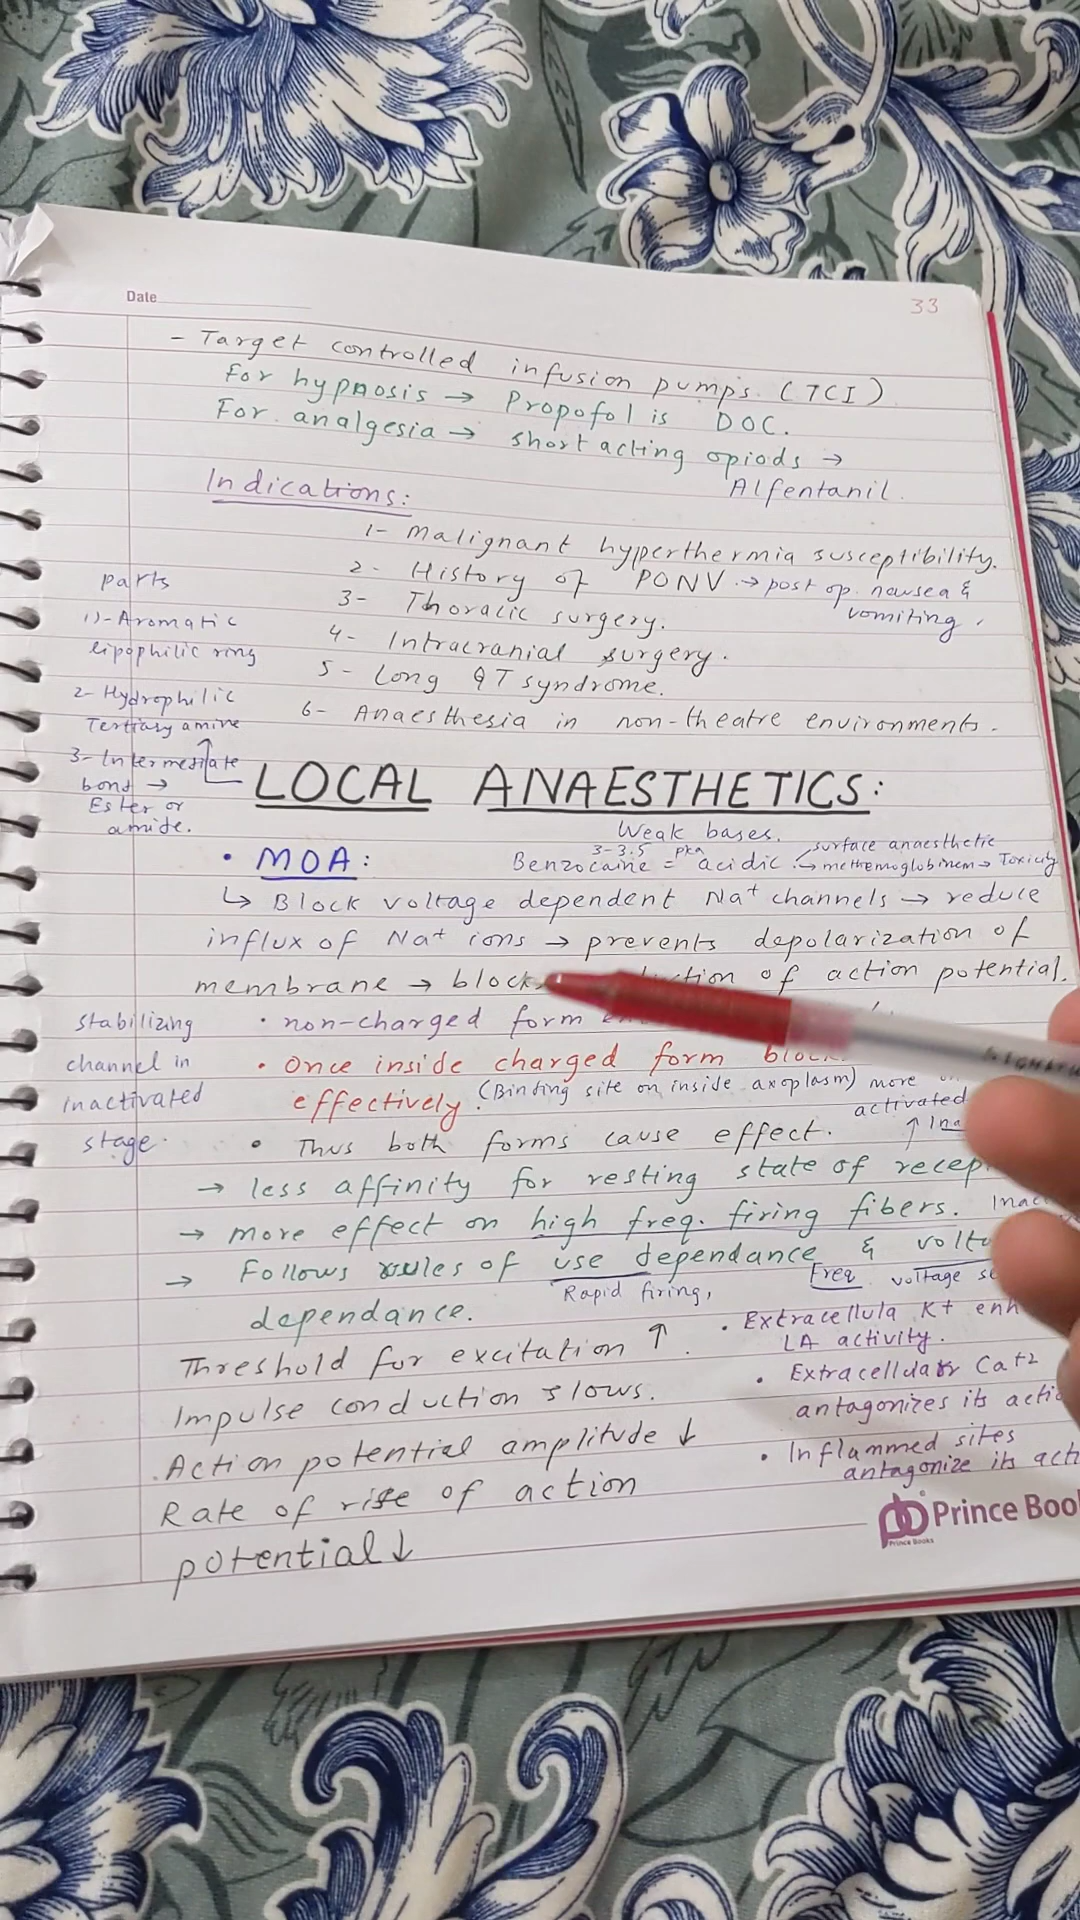 Date
33
- Target controlled infusion pumps. (TCI)
For hypnosis → Propofol is DOC.
For analgesia → short acting opiods →
Alfentanil.
Indications:
1- Malignant hyperthermia susceptibility.
2- History of PONV → post op. nausea &
vomiting.
3- Thoracic surgery.
4- Intracranial surgery.
5- Long QT syndrome.
6- Anaesthesia in non-theatre environments.
parts
1)- Aromatic
lipophilic ring
2- Hydrophilic
Tertiary amine
3- Intermediate
bond →
Ester or
amide.
LOCAL ANAESTHETICS:
Weak bases.
• MOA:
3-3.5 pka surface anaesthetic
Benzocaine = acidic → methemoglobinem → Toxicity
↳ Block voltage dependent Na+ channels → reduce
influx of Na+ ions → prevents depolarization of
membrane → blocks of action potential.
stabilizing
channel in
inactivated
stage.
• non-charged form
• Once inside charged form
effectively. (Binding site on inside axoplasm) more
activated
↑
• Thus both forms cause effect.
→ less affinity for resting state of
→ more effect on high freq. firing fibers.
→ Follows rules of use dependance &
Rapid firing, Freq voltage
dependance.
Threshold for excitation ↑.
Impulse conduction slows.
Action potential amplitude ↓
Rate of rise of action
potential ↓
• Extracellula K+
LA activity.
• Extracellular Ca+2
antagonizes its
• Inflammed sites
antagonize its
Prince
Prince Books